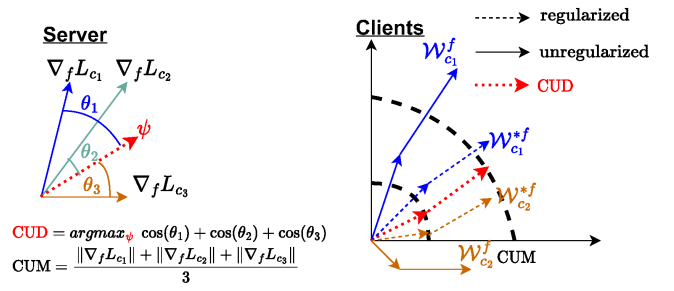 Server
Clients
regularized
unregularized
CUD
∇_f L_{c_1}
∇_f L_{c_2}
θ_1
ψ
θ_2
θ_3
∇_f L_{c_3}
W^f_{c_1}
W^{*f}_{c_1}
W^{*f}_{c_2}
W^f_{c_2}
CUM
CUD = argmax_ψ cos(θ_1) + cos(θ_2) + cos(θ_3)
CUM = \frac{‖∇_f L_{c_1}‖ + ‖∇_f L_{c_2}‖ + ‖∇_f L_{c_3}‖}{3}